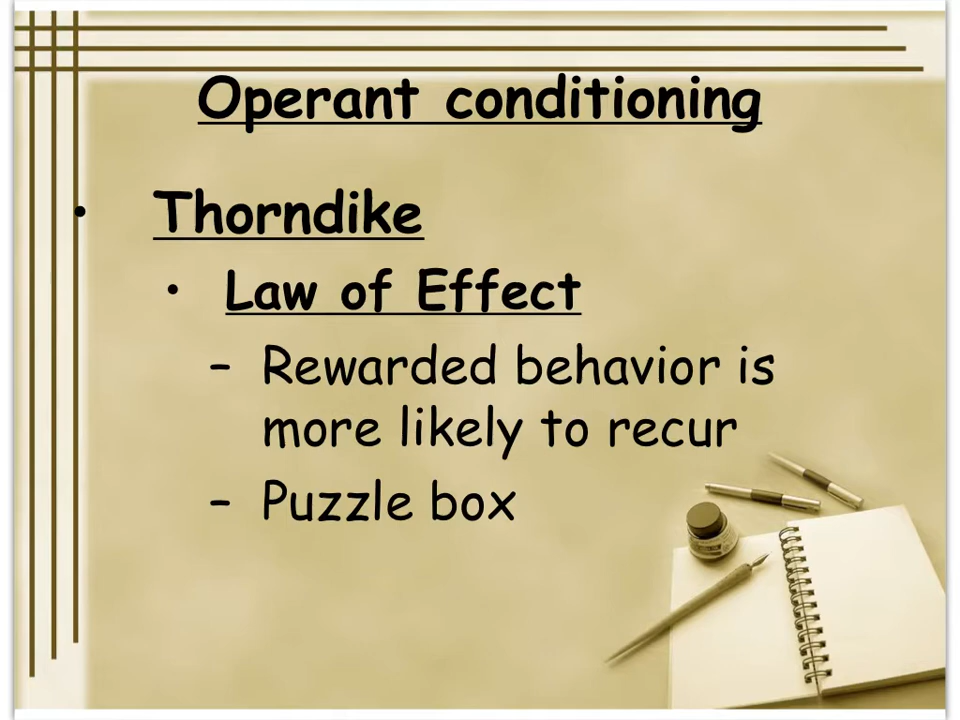 Operant conditioning
• Thorndike
• Law of Effect
– Rewarded behavior is
more likely to recur
– Puzzle box